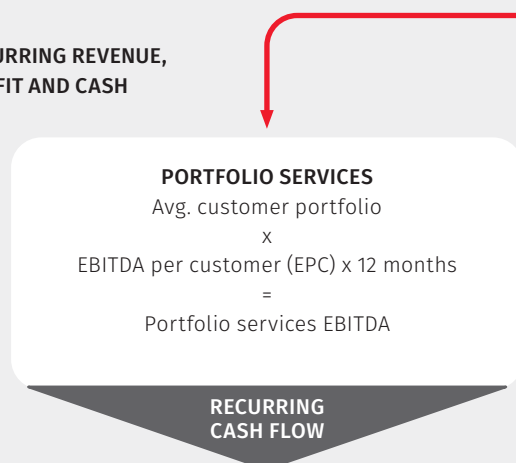 URRING REVENUE,
FIT AND CASH
PORTFOLIO SERVICES
Avg. customer portfolio
x
EBITDA per customer (EPC) x 12 months
=
Portfolio services EBITDA
RECURRING
CASH FLOW